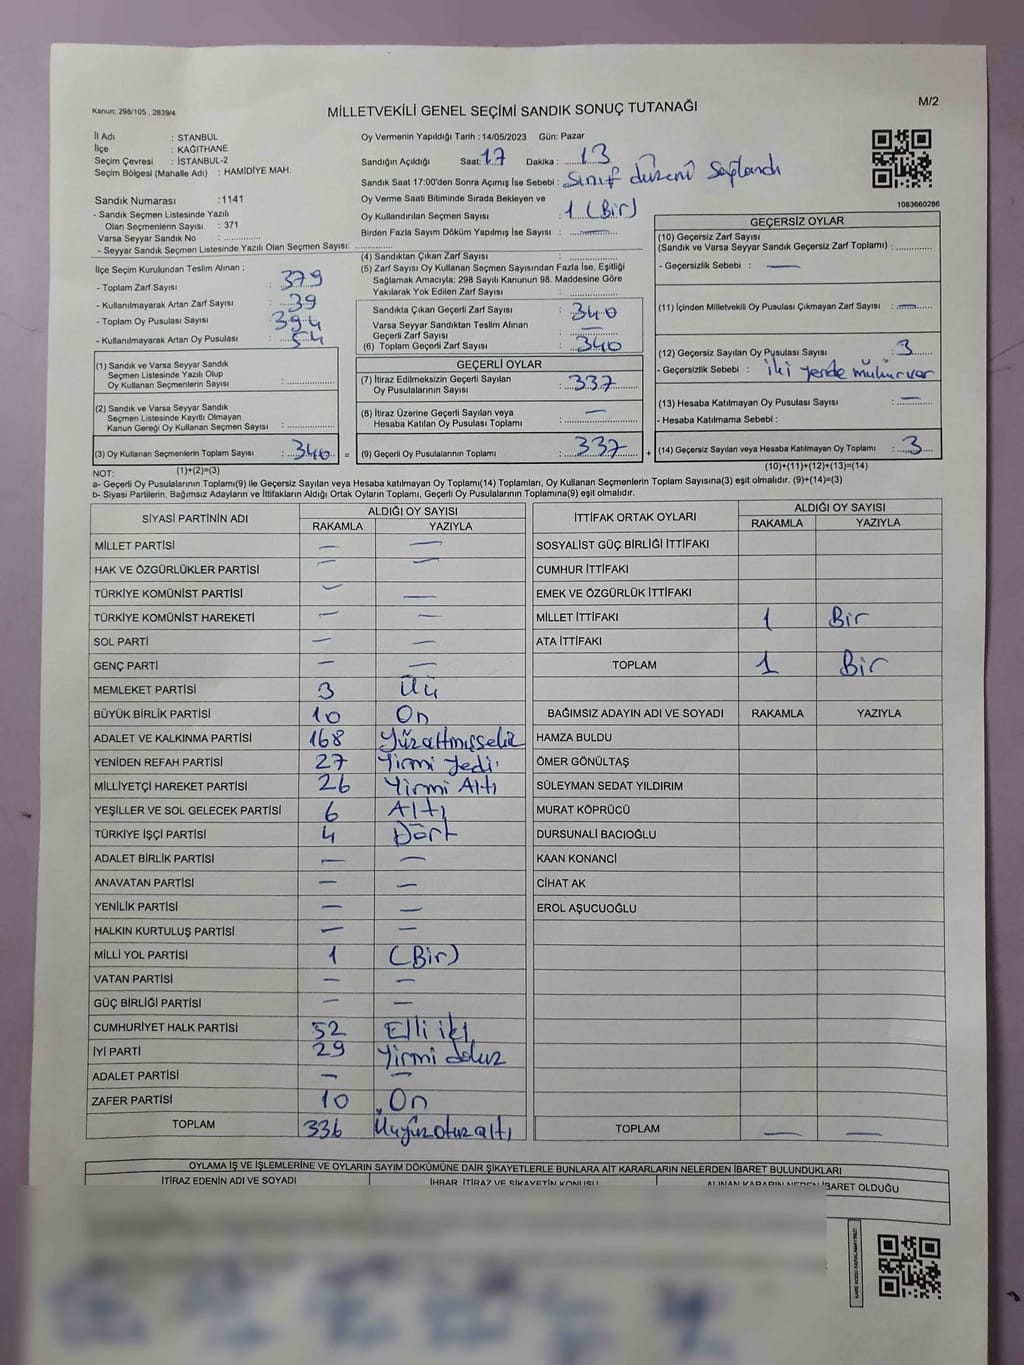 Kanun: 298/105 , 2839/4
MİLLETVEKİLİ GENEL SEÇİMİ SANDIK SONUÇ TUTANAĞI
M/2
İl Adı : STANBUL
İlçe : KAĞITHANE
Seçim Çevresi : İSTANBUL-2
Seçim Bölgesi (Mahalle Adı) : HAMİDİYE MAH.
Oy Vermenin Yapıldığı Tarih : 14/05/2023 Gün: Pazar
Sandığın Açıldığı Saat: 17 Dakika : 13
Sandık Saat 17:00'den Sonra Açımış İse Sebebi : Sınıf düzeni sağlandı
Oy Verme Saati Bitiminde Sırada Bekleyen ve
Oy Kullandırılan Seçmen Sayısı : 1 (Bir)
Birden Fazla Sayım Döküm Yapılmış İse Sayısı : —
1083660286
Sandık Numarası :1141
- Sandık Seçmen Listesinde Yazılı
Olan Seçmenlerin Sayısı : 371
Varsa Seyyar Sandık No :
- Seyyar Sandık Seçmen Listesinde Yazılı Olan Seçmen Sayısı:
İlçe Seçim Kurulundan Teslim Alınan :
- Toplam Zarf Sayısı : 379
- Kullanılmayarak Artan Zarf Sayısı : 39
- Toplam Oy Pusulası Sayısı : 394
- Kullanılmayarak Artan Oy Pusulası : 54
(1) Sandık ve Varsa Seyyar Sandık
Seçmen Listesinde Yazılı Olup
Oy Kullanan Seçmenlerin Sayısı :
(2) Sandık ve Varsa Seyyar Sandık
Seçmen Listesinde Kayıtlı Olmayan
Kanun Gereği Oy Kullanan Seçmen Sayısı :
(3) Oy Kullanan Seçmenlerin Toplam Sayısı : 340 =
(1)+(2)=(3)
(4) Sandıktan Çıkan Zarf Sayısı :
(5) Zarf Sayısı Oy Kullanan Seçmen Sayısından Fazla İse, Eşitliği
Sağlamak Amacıyla; 298 Sayılı Kanunun 98. Maddesine Göre
Yakılarak Yok Edilen Zarf Sayısı :
Sandıkta Çıkan Geçerli Zarf Sayısı : 340
Varsa Seyyar Sandıktan Teslim Alınan
Geçerli Zarf Sayısı : —
(6) Toplam Geçerli Zarf Sayısı : 340
GEÇERLİ OYLAR
(7) İtiraz Edilmeksizin Geçerli Sayılan
Oy Pusulalarının Sayısı : 337
(8) İtiraz Üzerine Geçerli Sayılan veya
Hesaba Katılan Oy Pusulası Toplamı : —
(9) Geçerli Oy Pusulalarının Toplamı : 337 +
GEÇERSİZ OYLAR
(10) Geçersiz Zarf Sayısı
(Sandık ve Varsa Seyyar Sandık Geçersiz Zarf Toplamı) :
- Geçersizlik Sebebi : —
(11) İçinden Milletvekili Oy Pusulası Çıkmayan Zarf Sayısı : —
(12) Geçersiz Sayılan Oy Pusulası Sayısı : 3
- Geçersizlik Sebebi : iki yerde mühür var
(13) Hesaba Katılmayan Oy Pusulası Sayısı : —
- Hesaba Katılmama Sebebi :
(14) Geçersiz Sayılan veya Hesaba Katılmayan Oy Toplamı : 3
(10)+(11)+(12)+(13)=(14)
NOT:
a- Geçerli Oy Pusulalarının Toplamı(9) ile Geçersiz Sayılan veya Hesaba Katılmayan Oy Toplamı(14) Toplamları, Oy Kullanan Seçmenlerin Toplam Sayısına(3) eşit olmalıdır. (9)+(14)=(3)
b- Siyasi Partilerin, Bağımsız Adayların ve İttifakların Aldığı Ortak Oyların Toplamı, Geçerli Oy Pusulalarının Toplamına(9) eşit olmalıdır.
SİYASİ PARTİNİN ADI ALDIĞI OY SAYISI
RAKAMLA YAZIYLA
MİLLET PARTİSİ — —
HAK VE ÖZGÜRLÜKLER PARTİSİ — —
TÜRKİYE KOMÜNİST PARTİSİ — —
TÜRKİYE KOMÜNİST HAREKETİ — —
SOL PARTİ — —
GENÇ PARTİ — —
MEMLEKET PARTİSİ 3 Üü
BÜYÜK BİRLİK PARTİSİ 10 On
ADALET VE KALKINMA PARTİSİ 168 Yüzaltmışsekiz
YENİDEN REFAH PARTİSİ 27 Yirmi Yedi
MİLLİYETÇİ HAREKET PARTİSİ 26 Yirmi Altı
YEŞİLLER VE SOL GELECEK PARTİSİ 6 Altı
TÜRKİYE İŞÇİ PARTİSİ 4 Dört
ADALET BİRLİK PARTİSİ — —
ANAVATAN PARTİSİ — —
YENİLİK PARTİSİ — —
HALKIN KURTULUŞ PARTİSİ — —
MİLLİ YOL PARTİSİ 1 (Bir)
VATAN PARTİSİ — —
GÜÇ BİRLİĞİ PARTİSİ — —
CUMHURİYET HALK PARTİSİ 52 Elli iki
İYİ PARTİ 29 Yirmi dokuz
ADALET PARTİSİ — —
ZAFER PARTİSİ 10 On
TOPLAM 336 Üçyüzotuzaltı
İTTİFAK ORTAK OYLARI ALDIĞI OY SAYISI
RAKAMLA YAZIYLA
SOSYALİST GÜÇ BİRLİĞİ İTTİFAKI
CUMHUR İTTİFAKI
EMEK VE ÖZGÜRLÜK İTTİFAKI
MİLLET İTTİFAKI 1 Bir
ATA İTTİFAKI
TOPLAM 1 Bir
BAĞIMSIZ ADAYIN ADI VE SOYADI RAKAMLA YAZIYLA
HAMZA BULDU
ÖMER GÖNÜLTAŞ
SÜLEYMAN SEDAT YILDIRIM
MURAT KÖPRÜCÜ
DURSUNALİ BACIOĞLU
KAAN KONANCİ
CİHAT AK
EROL AŞUCUOĞLU
TOPLAM — —
OYLAMA İŞ VE İŞLEMLERİNE VE OYLARIN SAYIM DÖKÜMÜNE DAİR ŞİKAYETLERLE BUNLARA AİT KARARLARIN NELERDEN İBARET BULUNDUKLARI
İTİRAZ EDENİN ADI VE SOYADI İHBAR, İTİRAZ VE ŞİKAYETİN KONUSU ALINAN KARARIN NEDEN İBARET OLDUĞU